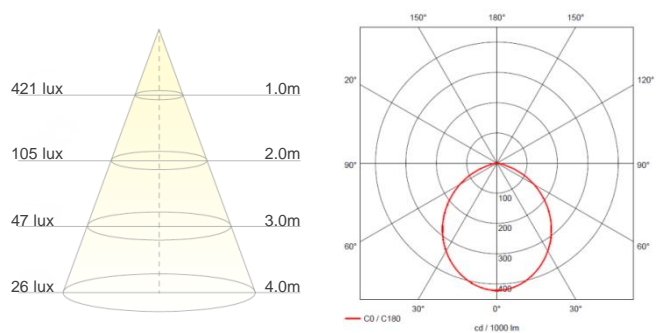 421 lux 1.0m
105 lux 2.0m
47 lux 3.0m
26 lux 4.0m
150° 180° 150°
20° 120°
90° 90°
100
200
60° 60°
300
400
30° 0° 30°
C0 / C180
cd / 1000 lm